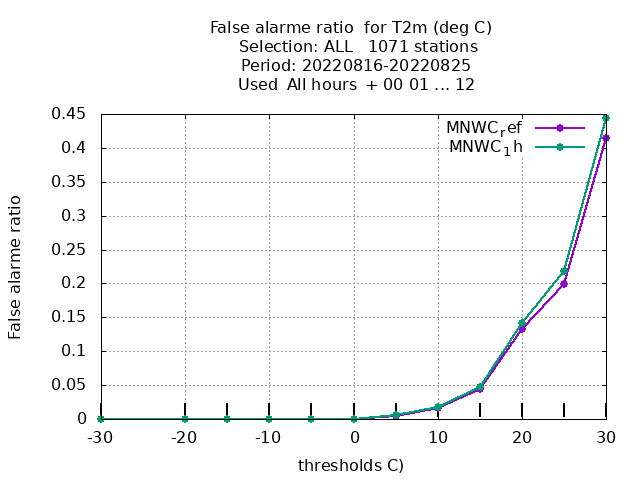 False alarme ratio  for T2m (deg C)
Selection: ALL   1071 stations
Period: 20220816-20220825
Used  All hours  + 00 01 ... 12
0.45
0.4
0.35
0.3
0.25
0.2
0.15
0.1
0.05
0
False alarme ratio
MNWC_ref
MNWC_1h
-30
-20
-10
0
10
20
30
thresholds C)